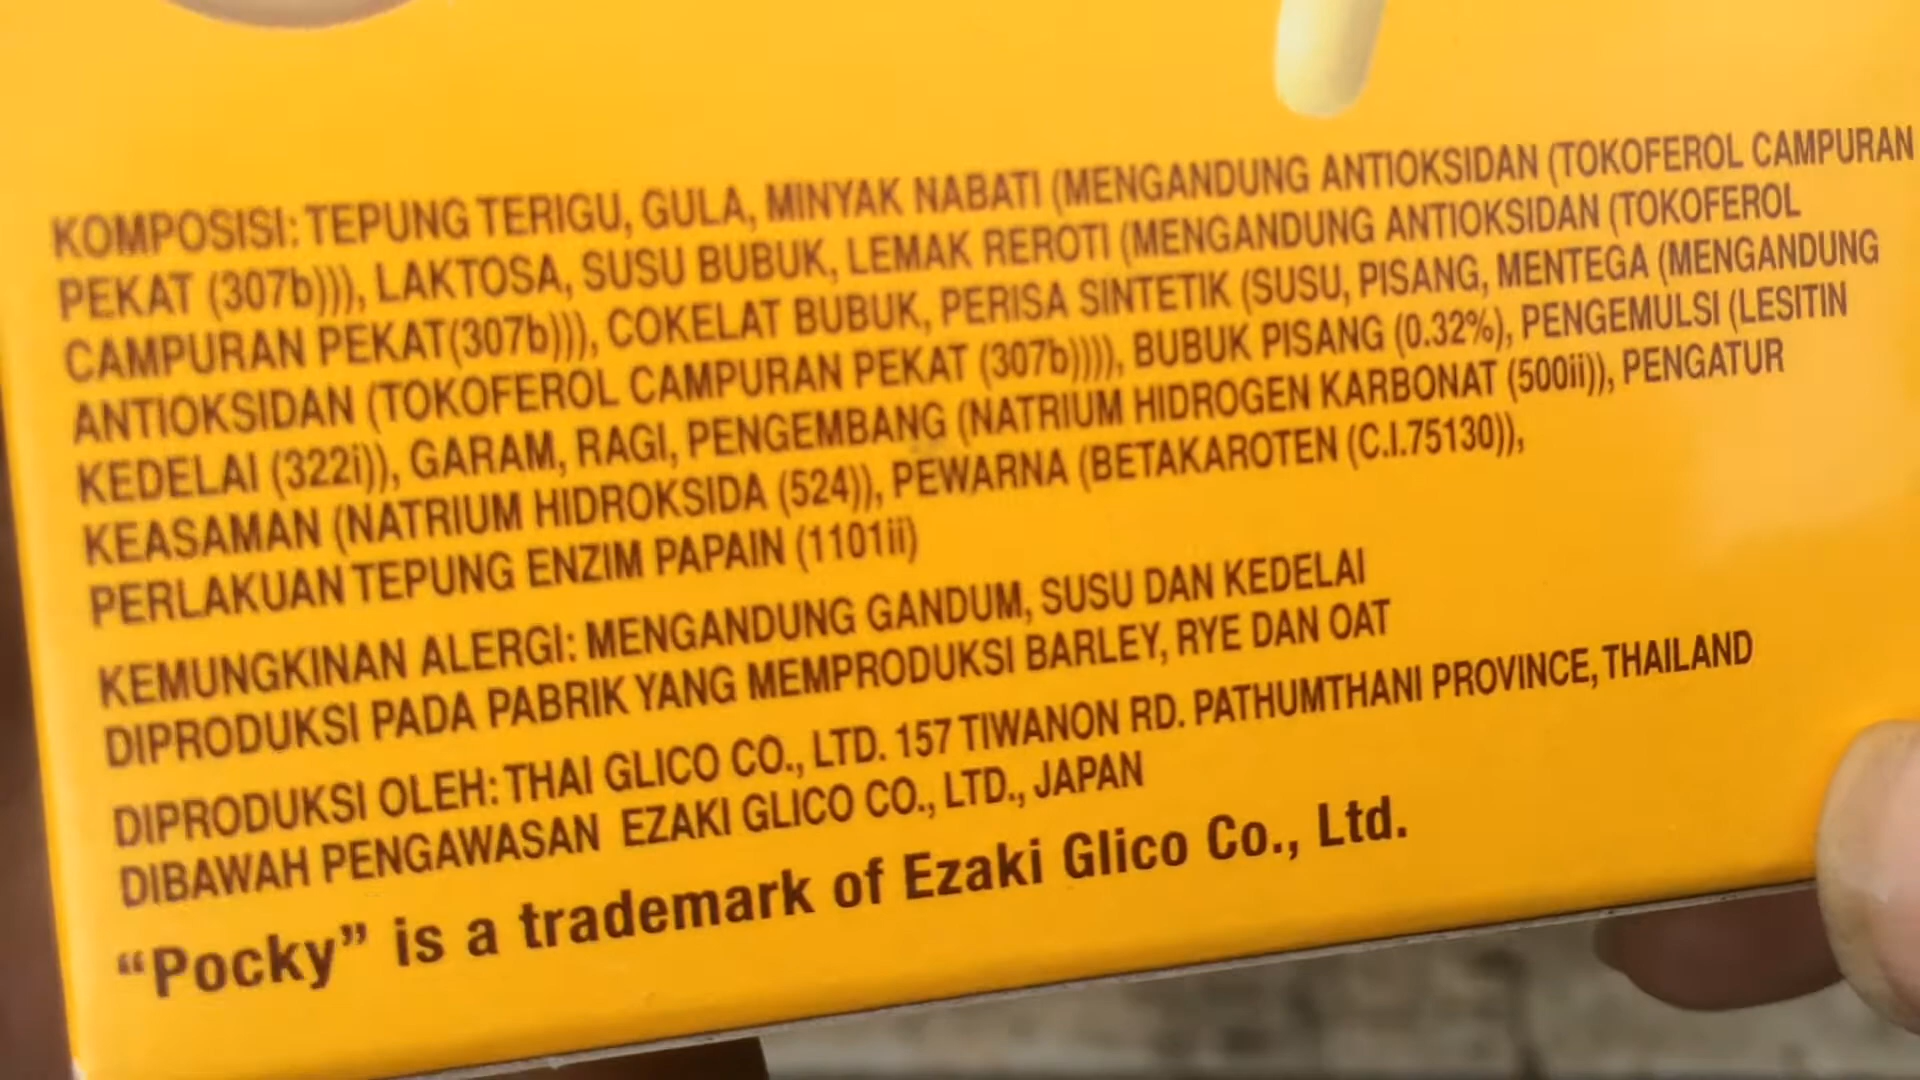 KOMPOSISI: TEPUNG TERIGU, GULA, MINYAK NABATI (MENGANDUNG ANTIOKSIDAN (TOKOFEROL CAMPURAN
PEKAT (307b))), LAKTOSA, SUSU BUBUK, LEMAK REROTI (MENGANDUNG ANTIOKSIDAN (TOKOFEROL
CAMPURAN PEKAT(307b))), COKELAT BUBUK, PERISA SINTETIK (SUSU, PISANG, MENTEGA (MENGANDUNG
ANTIOKSIDAN (TOKOFEROL CAMPURAN PEKAT (307b)))), BUBUK PISANG (0.32%), PENGEMULSI (LESITIN
KEDELAI (322i)), GARAM, RAGI, PENGEMBANG (NATRIUM HIDROGEN KARBONAT (500ii)), PENGATUR
KEASAMAN (NATRIUM HIDROKSIDA (524)), PEWARNA (BETAKAROTEN (C.I.75130)),
PERLAKUAN TEPUNG ENZIM PAPAIN (1101ii)
KEMUNGKINAN ALERGI: MENGANDUNG GANDUM, SUSU DAN KEDELAI
DIPRODUKSI PADA PABRIK YANG MEMPRODUKSI BARLEY, RYE DAN OAT
DIPRODUKSI OLEH: THAI GLICO CO., LTD. 157 TIWANON RD. PATHUMTHANI PROVINCE, THAILAND
DIBAWAH PENGAWASAN EZAKI GLICO CO., LTD., JAPAN
“Pocky” is a trademark of Ezaki Glico Co., Ltd.